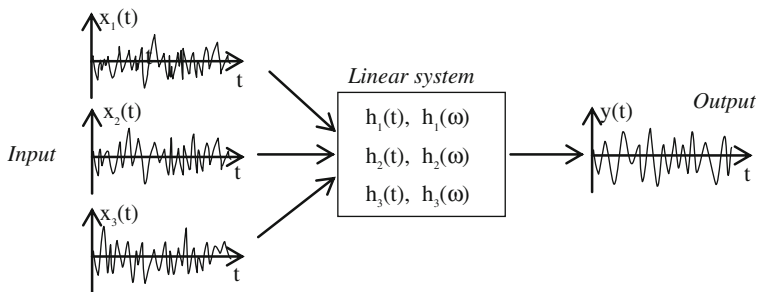 x₁(t)
t
Linear system
x₂(t)
y(t)
Output
h₁(t), h₁(ω)
Input
h₂(t), h₂(ω)
t
t
h₃(t), h₃(ω)
x₃(t)
t